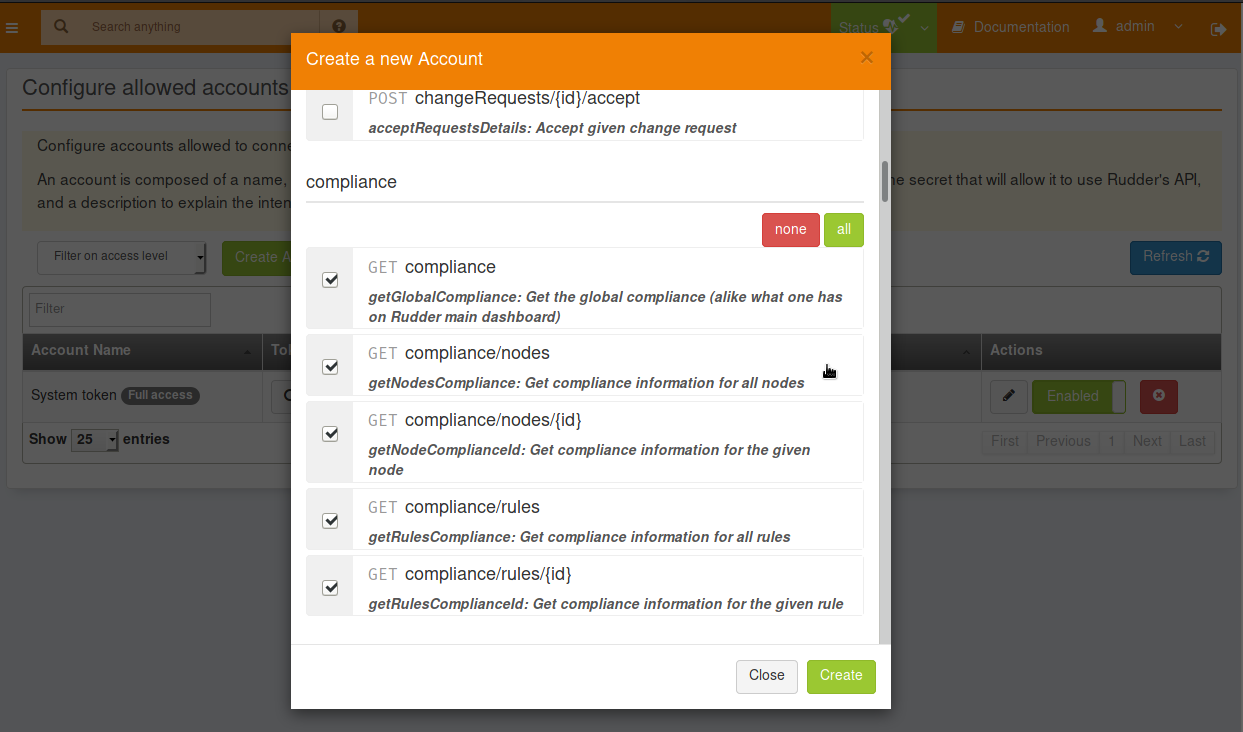 Search anything
Status
Documentation
admin
Create a new Account
×
Configure allowed accounts
Configure accounts allowed to conne
An account is composed of a name,
he secret that will allow it to use Rudder's API,
and a description to explain the inten
Filter on access level
Create A
Refresh
Filter
Account Name
Tol
Actions
System token Full access
Enabled
Show 25 entries
First Previous 1 Next Last
POST changeRequests/{id}/accept
acceptRequestsDetails: Accept given change request
compliance
none all
GET compliance
getGlobalCompliance: Get the global compliance (alike what one has
on Rudder main dashboard)
GET compliance/nodes
getNodesCompliance: Get compliance information for all nodes
GET compliance/nodes/{id}
getNodeComplianceId: Get compliance information for the given
node
GET compliance/rules
getRulesCompliance: Get compliance information for all rules
GET compliance/rules/{id}
getRulesComplianceId: Get compliance information for the given rule
Close Create